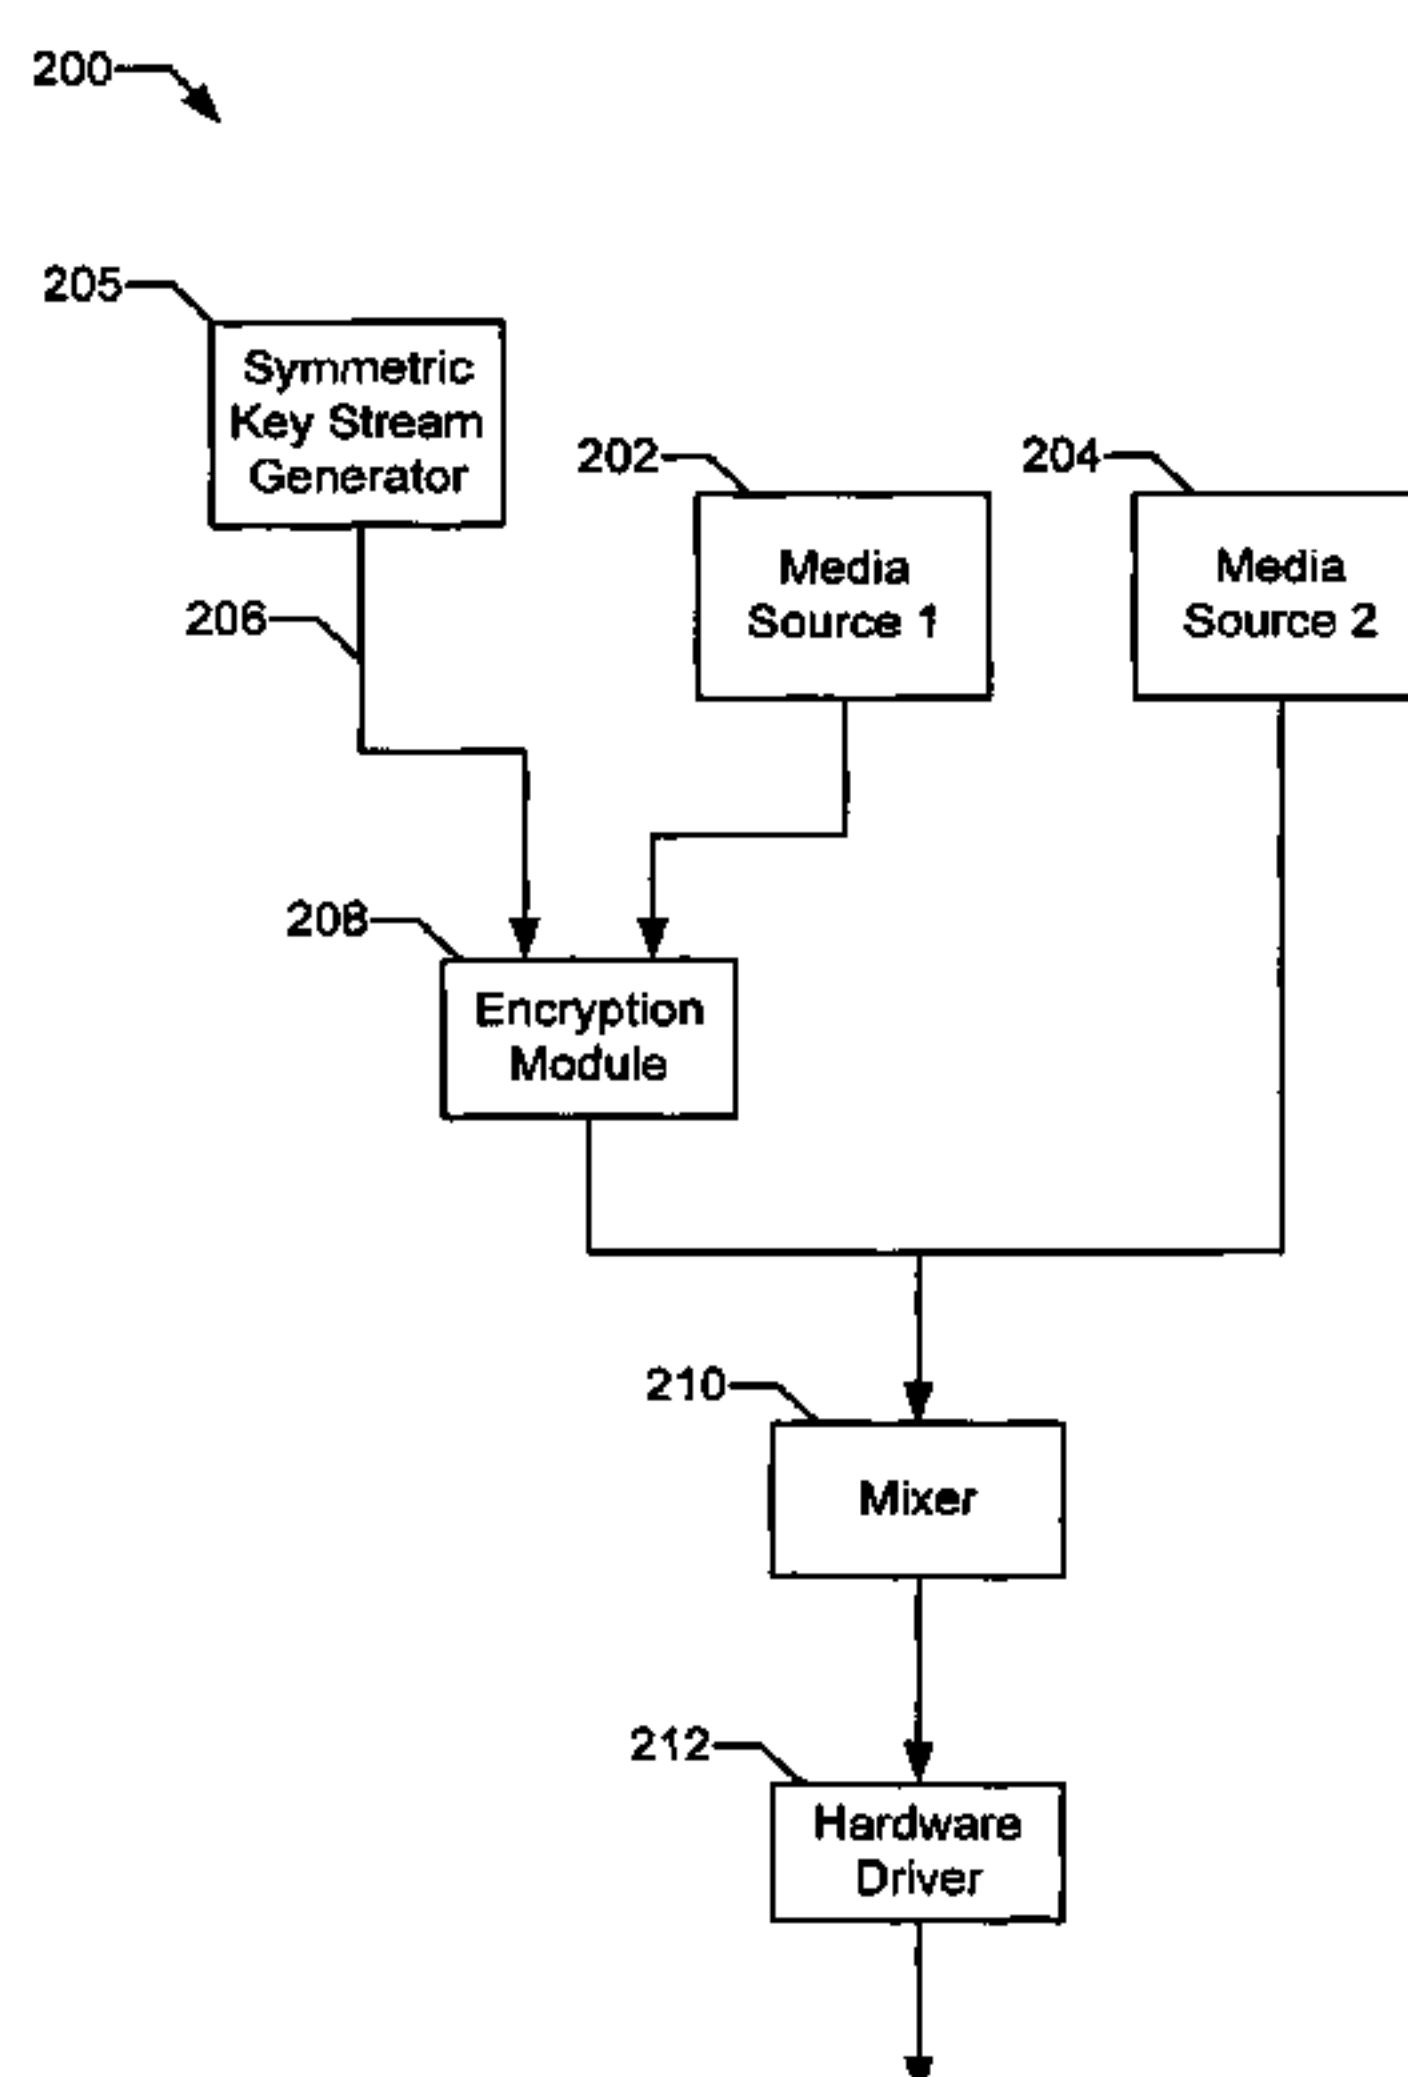 200
205
Symmetric
Key Stream
Generator
202
204
Media
Source 1
Media
Source 2
206
208
Encryption
Module
210
Mixer
212
Hardware
Driver